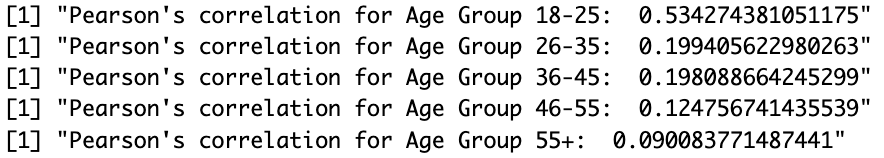 [1] "Pearson's correlation for Age Group 18-25:  0.534274381051175"
[1] "Pearson's correlation for Age Group 26-35:  0.199405622980263"
[1] "Pearson's correlation for Age Group 36-45:  0.198088664245299"
[1] "Pearson's correlation for Age Group 46-55:  0.124756741435539"
[1] "Pearson's correlation for Age Group 55+:  0.090083771487441"